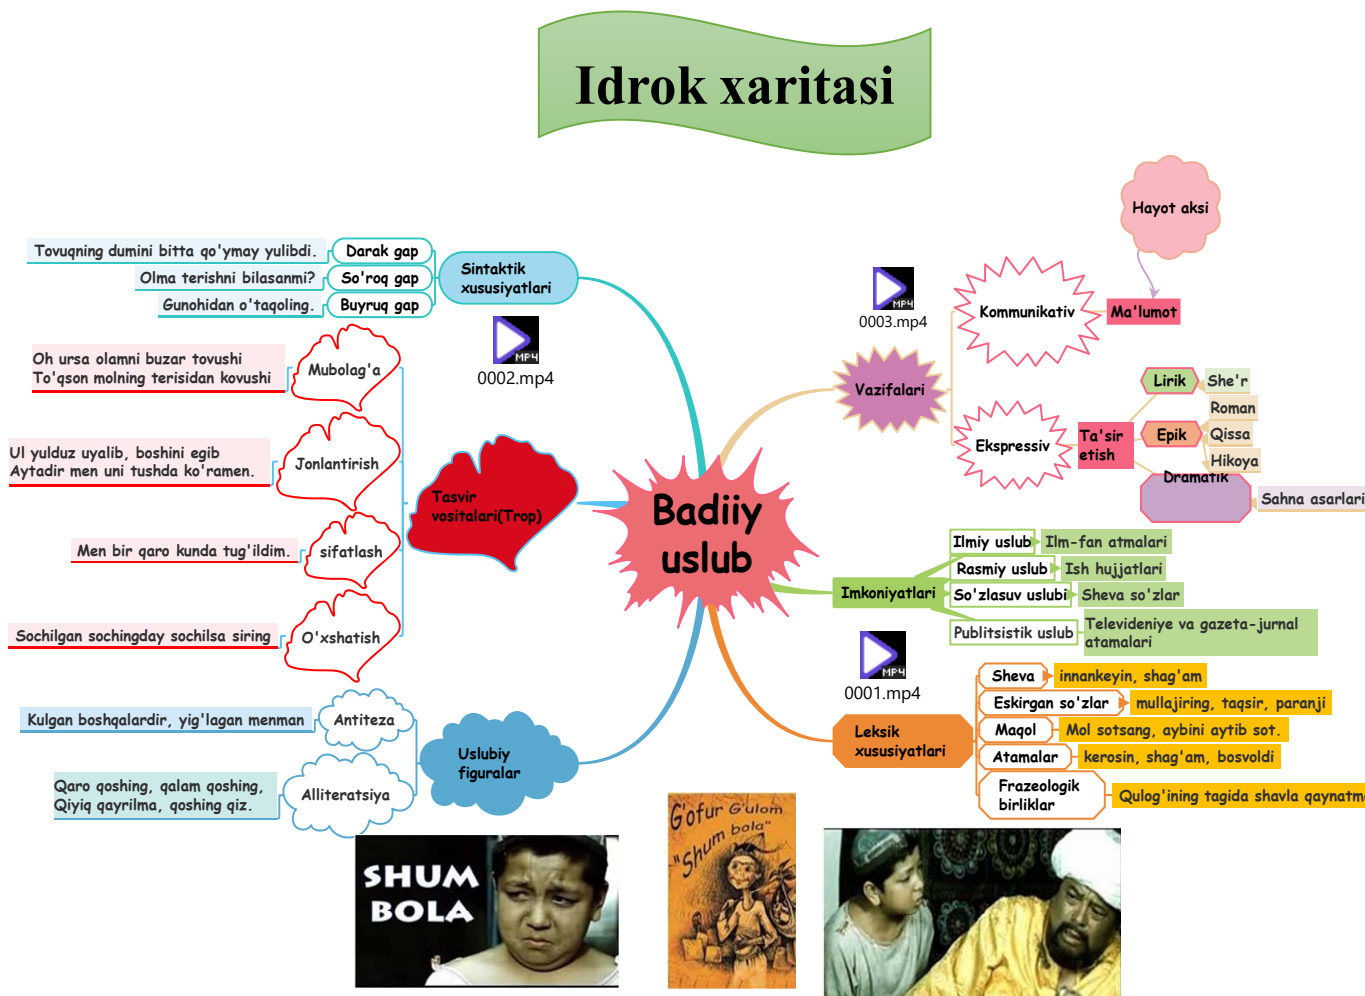 Idrok xaritasi
Hayot aksi
Tovuqning dumini bitta qo'ymay yulibdi.
Darak gap
Olma terishni bilasanmi?
So'roq gap
Gunohidan o'taqoling.
Buyruq gap
Sintaktik
xususiyatlari
MP4
0002.mp4
Oh ursa olamni buzar tovushi
To'qson molning terisidan kovushi
Mubolag'a
Ul yulduz uyalib, boshini egib
Aytadir men uni tushda ko'ramen.
Jonlantirish
Men bir qaro kunda tug'ildim.
sifatlash
Sochilgan sochingday sochilsa siring
O'xshatish
Tasvir
vositalari(Trop)
Kulgan boshqalardir, yig'lagan menman
Antiteza
Qaro qoshing, qalam qoshing,
Qiyiq qayrilma, qoshing qiz.
Alliteratsiya
Uslubiy
figuralar
Badiiy
uslub
MP4
0003.mp4
Vazifalari
Kommunikativ
Ma'lumot
Ekspressiv
Ta'sir
etish
Lirik
She'r
Epik
Roman
Qissa
Hikoya
Dramatik
Sahna asarlari
Imkoniyatlari
Ilmiy uslub
Ilm-fan atmalari
Rasmiy uslub
Ish hujjatlari
So'zlasuv uslubi
Sheva so'zlar
Publitsistik uslub
Televideniye va gazeta-jurnal
atamalari
MP4
0001.mp4
Leksik
xususiyatlari
Sheva
innankeyin, shag'am
Eskirgan so'zlar
mullajiring, taqsir, paranji
Maqol
Mol sotsang, aybini aytib sot.
Atamalar
kerosin, shag'am, bosvoldi
Frazeologik
birliklar
Qulog'ining tagida shavla qaynatm
SHUM
BOLA
G'ofur G'ulom
"Shum bola"